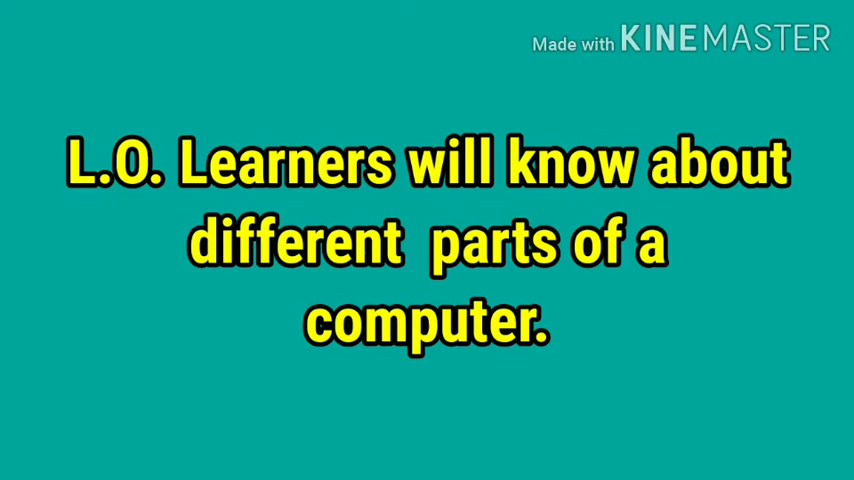 Made with KINEMASTER
L.O. Learners will know about
different parts of a
computer.